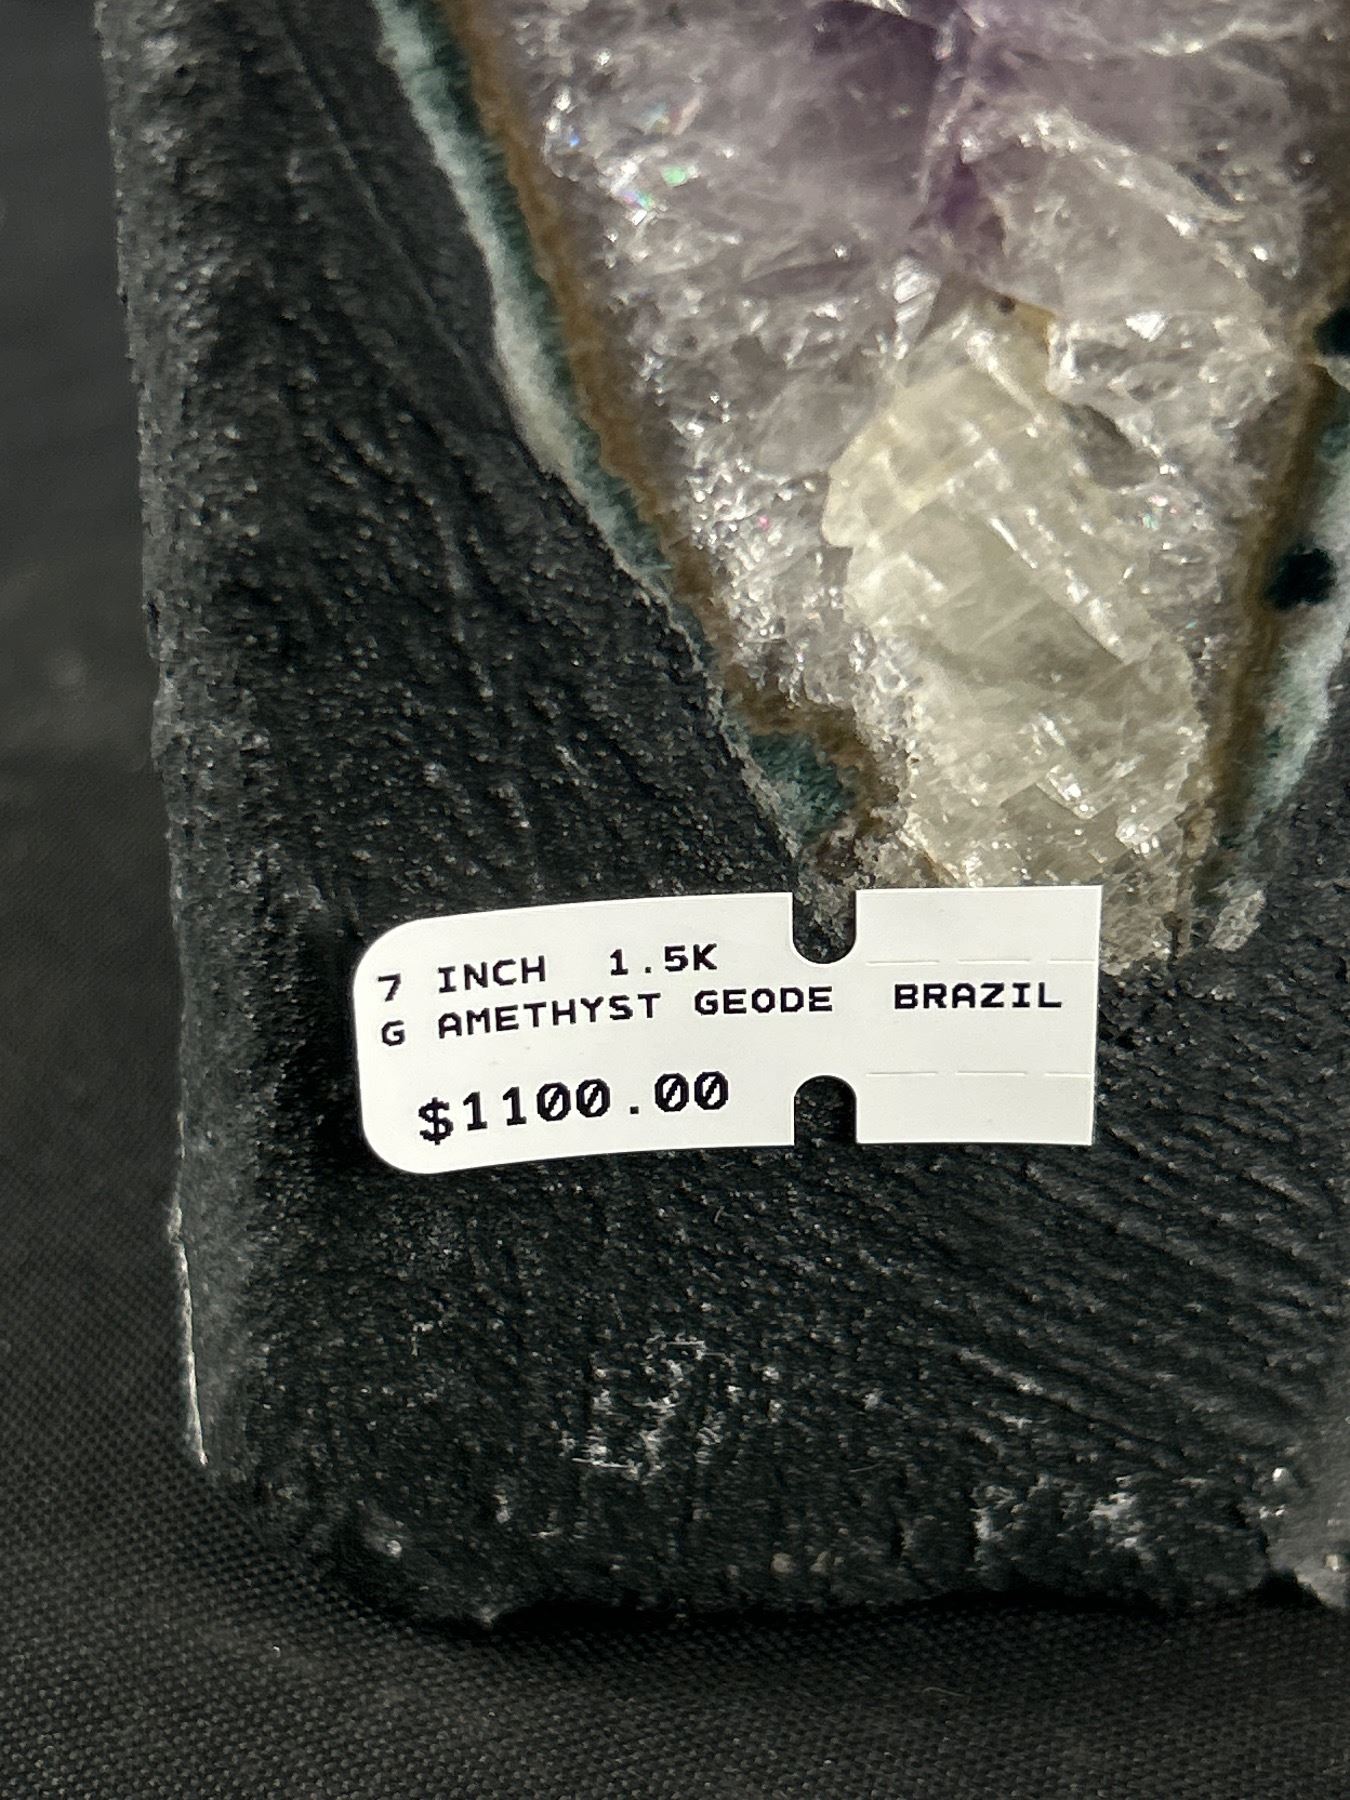 7 INCH 1.5K
G AMETHYST GEODE BRAZIL
$1100.00